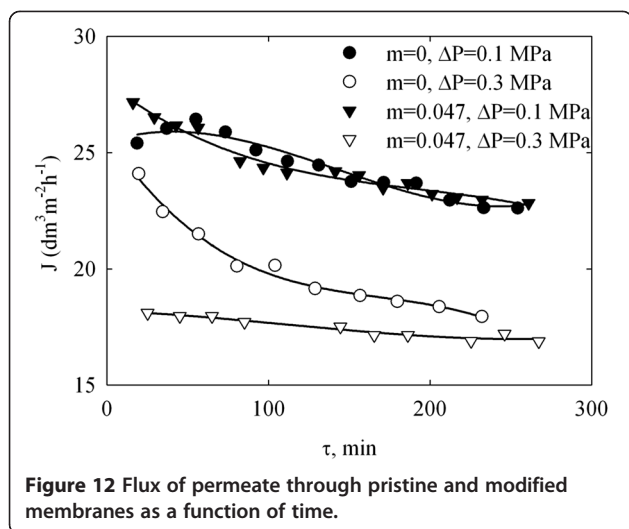 30
25
20
15
J (dm³m⁻²h⁻¹)
m=0, ΔP=0.1 MPa
m=0, ΔP=0.3 MPa
m=0.047, ΔP=0.1 MPa
m=0.047, ΔP=0.3 MPa
0 100 200 300
τ, min
Figure 12 Flux of permeate through pristine and modified
membranes as a function of time.